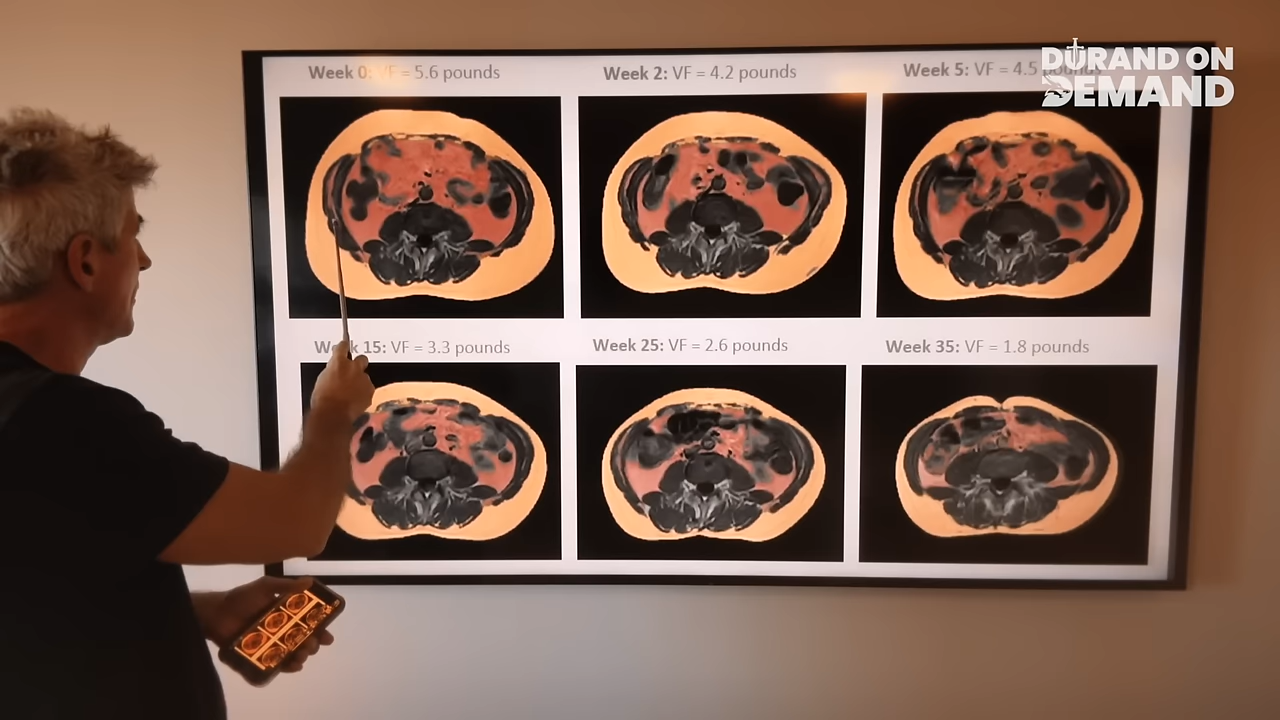 DURAND ON
DEMAND
Week 0: VF = 5.6 pounds
Week 2: VF = 4.2 pounds
Week 5: VF = 4.5 pounds
Week 15: VF = 3.3 pounds
Week 25: VF = 2.6 pounds
Week 35: VF = 1.8 pounds